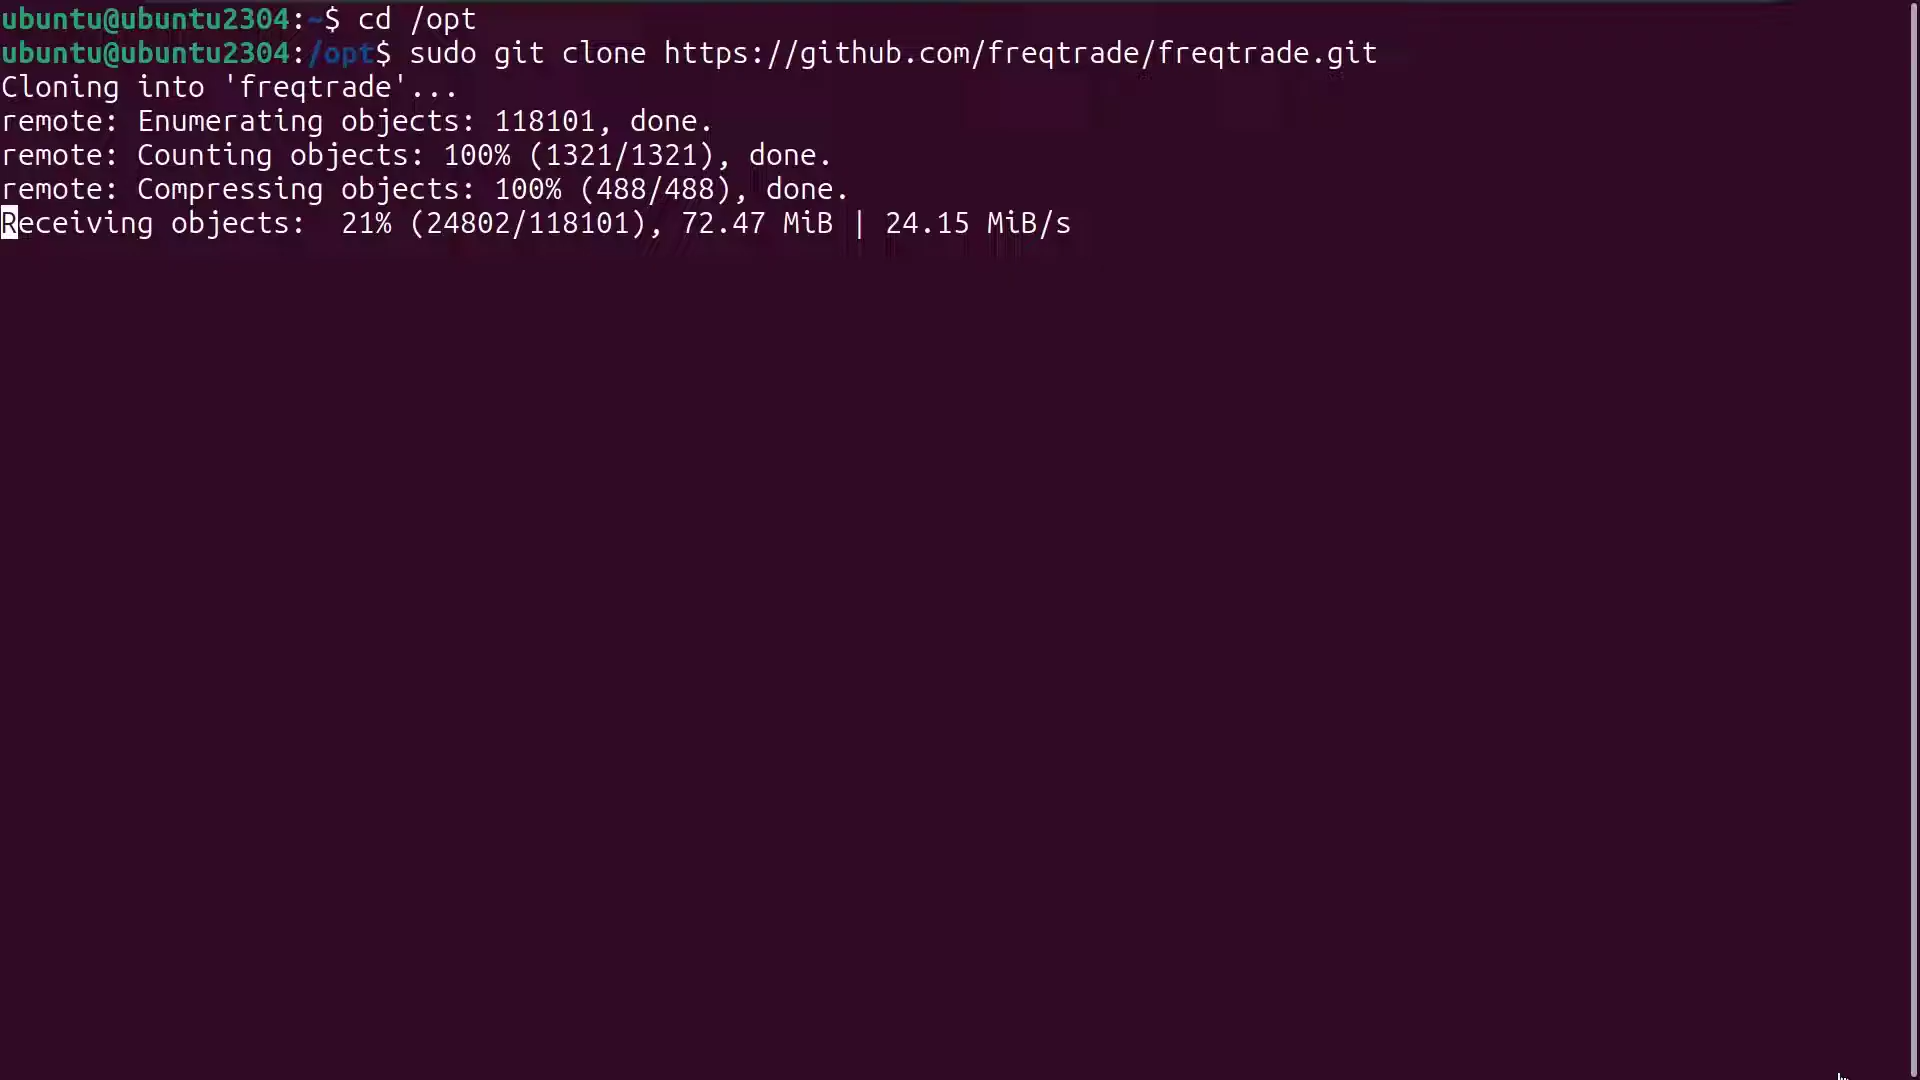 ubuntu@ubuntu2304:~$ cd /opt
ubuntu@ubuntu2304:/opt$ sudo git clone https://github.com/freqtrade/freqtrade.git
Cloning into 'freqtrade'...
remote: Enumerating objects: 118101, done.
remote: Counting objects: 100% (1321/1321), done.
remote: Compressing objects: 100% (488/488), done.
Receiving objects:  21% (24802/118101), 72.47 MiB | 24.15 MiB/s